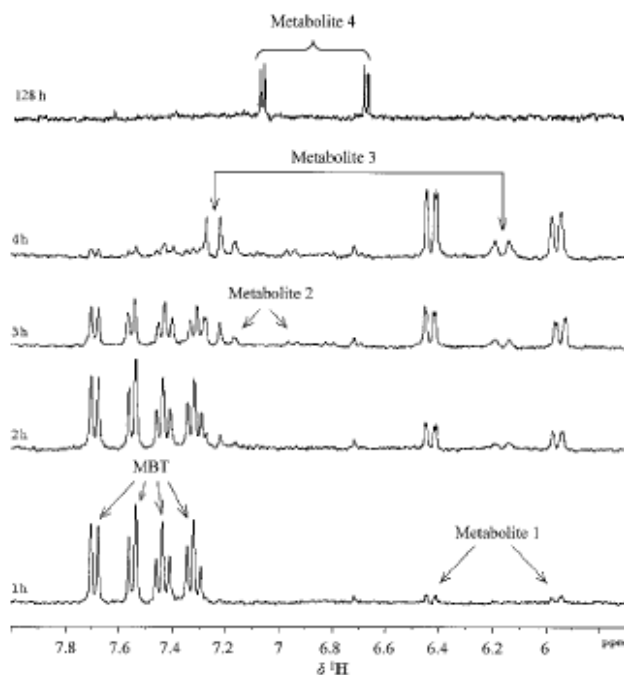 Metabolite 4
128 h
Metabolite 3
4h
Metabolite 2
3h
2h
MBT
Metabolite 1
1h
7.8 7.6 7.4 7.2 7 6.8 6.6 6.4 6.2 6 ppm
δ ¹H